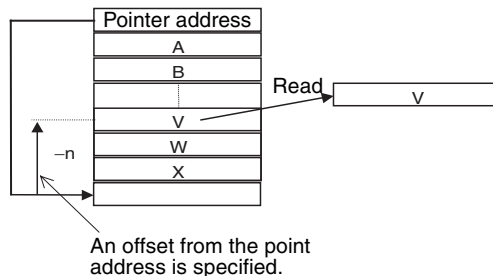 Pointer address
A
B
Read
V
V
–n
W
X
An offset from the point
address is specified.